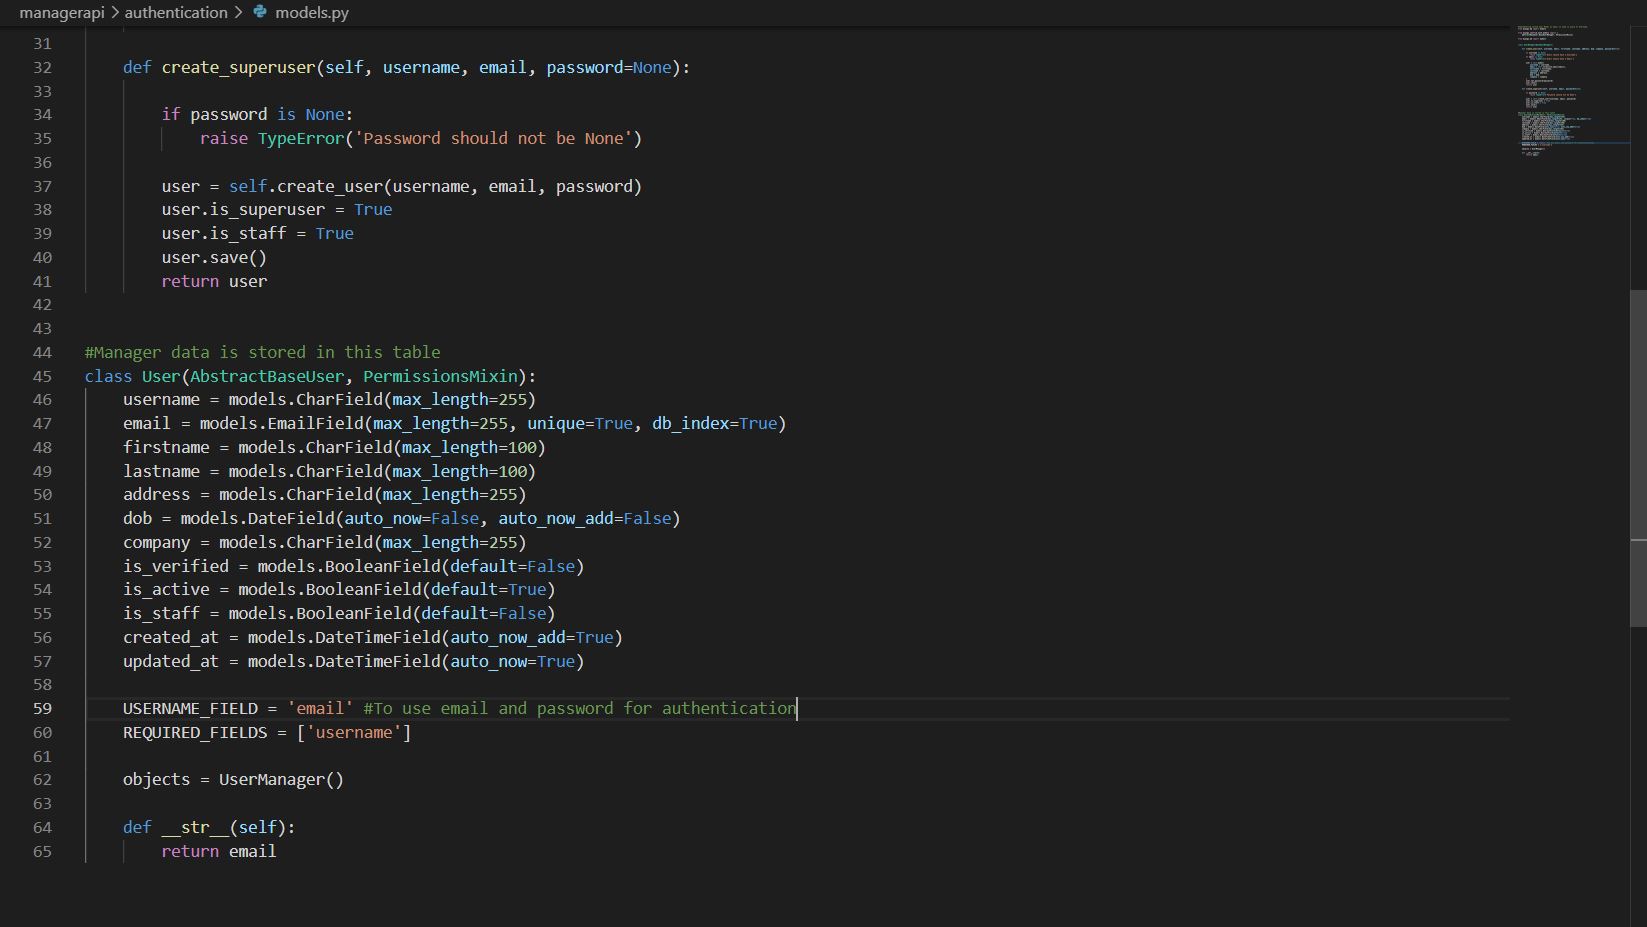 managerapi > authentication > models.py
31
32 def create_superuser(self, username, email, password=None):
33
34 if password is None:
35 raise TypeError('Password should not be None')
36
37 user = self.create_user(username, email, password)
38 user.is_superuser = True
39 user.is_staff = True
40 user.save()
41 return user
42
43
44 #Manager data is stored in this table
45 class User(AbstractBaseUser, PermissionsMixin):
46 username = models.CharField(max_length=255)
47 email = models.EmailField(max_length=255, unique=True, db_index=True)
48 firstname = models.CharField(max_length=100)
49 lastname = models.CharField(max_length=100)
50 address = models.CharField(max_length=255)
51 dob = models.DateField(auto_now=False, auto_now_add=False)
52 company = models.CharField(max_length=255)
53 is_verified = models.BooleanField(default=False)
54 is_active = models.BooleanField(default=True)
55 is_staff = models.BooleanField(default=False)
56 created_at = models.DateTimeField(auto_now_add=True)
57 updated_at = models.DateTimeField(auto_now=True)
58
59 USERNAME_FIELD = 'email' #To use email and password for authentication
60 REQUIRED_FIELDS = ['username']
61
62 objects = UserManager()
63
64 def __str__(self):
65 return email